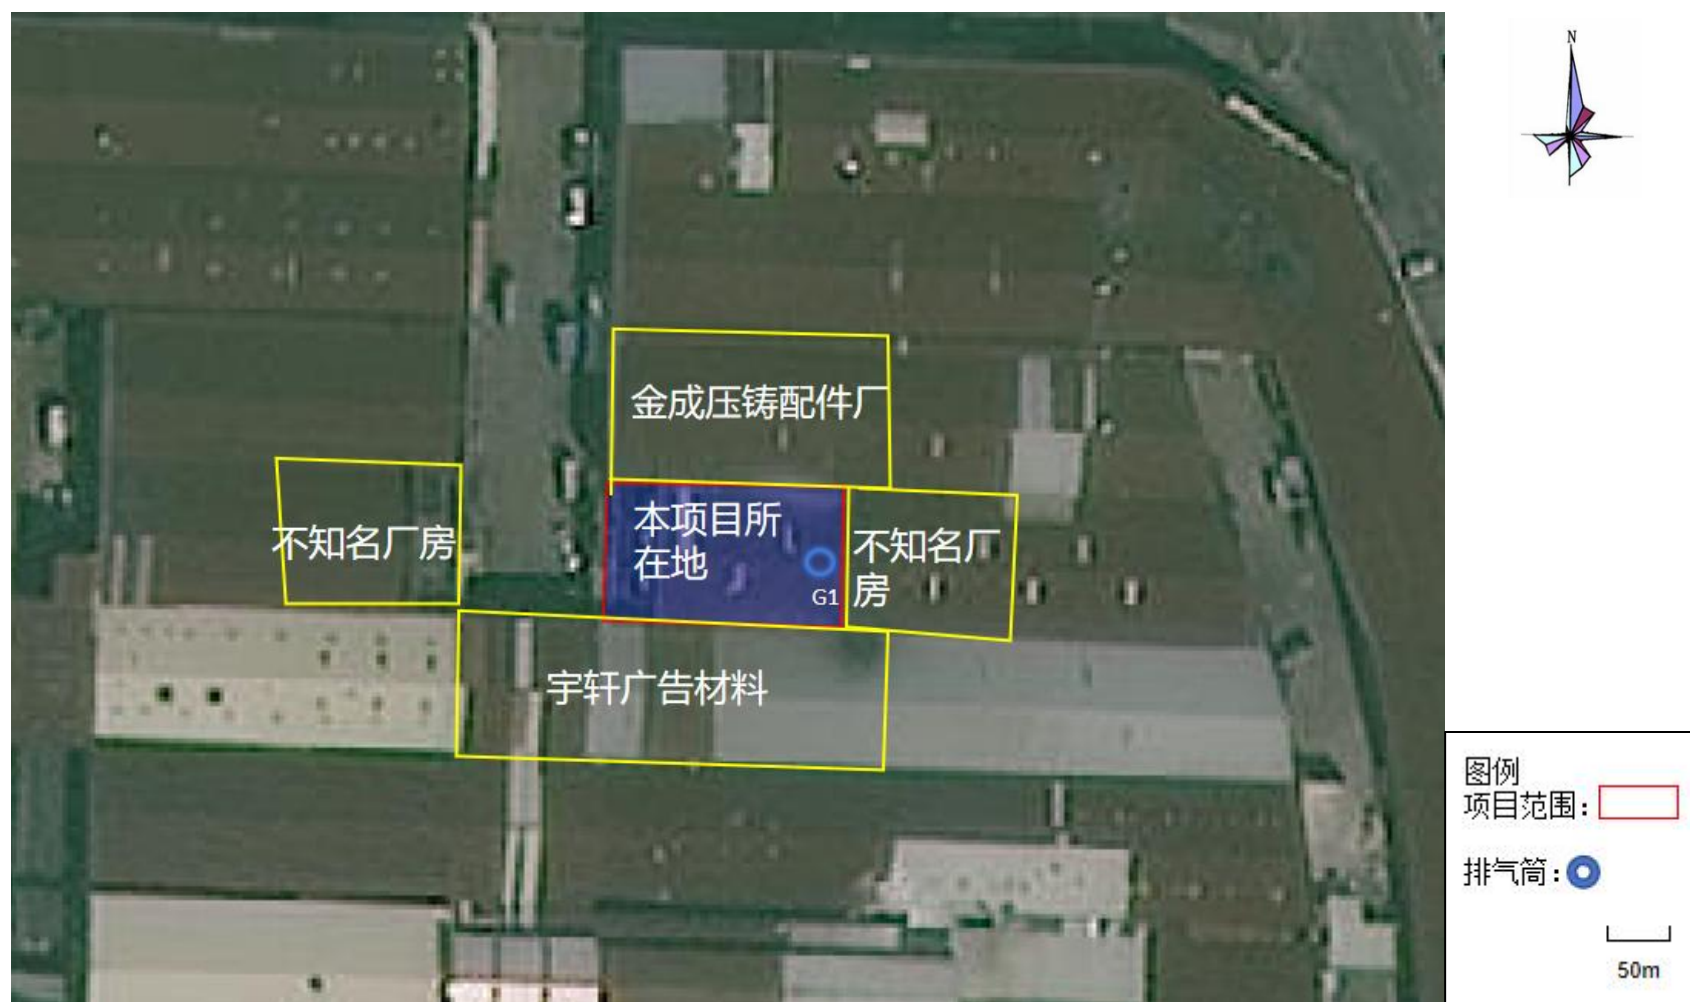 N
金成压铸配件厂
本项目所
在地
不知名厂房
不知名厂
房
G1
宇轩广告材料
图例
项目范围：
排气筒：
50m